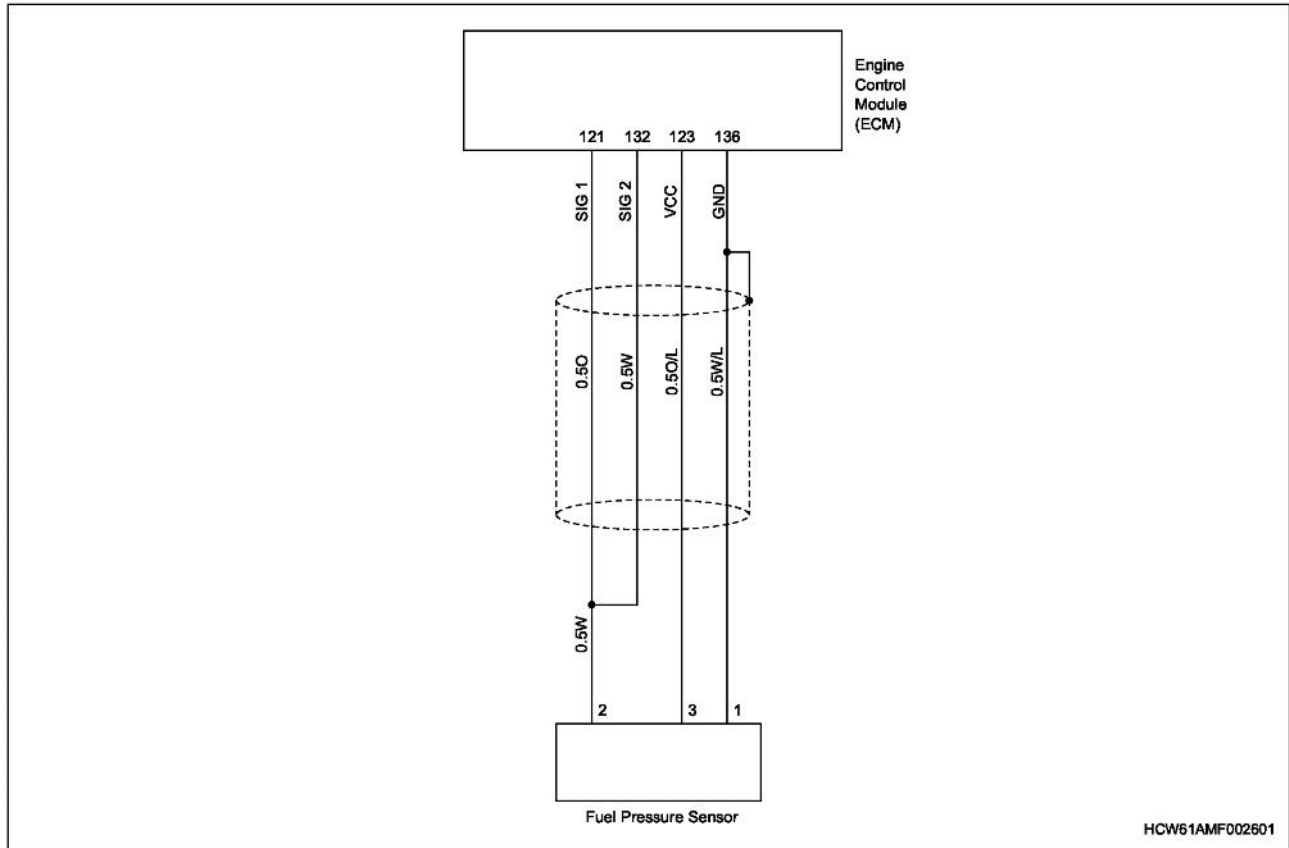 Engine
Control
Module
(ECM)
121 132 123 136
SIG 1
SIG 2
VCC
GND
0.5O
0.5W
0.5O/L
0.5W/L
0.5W
2 3 1
Fuel Pressure Sensor
HCW61AMF002601